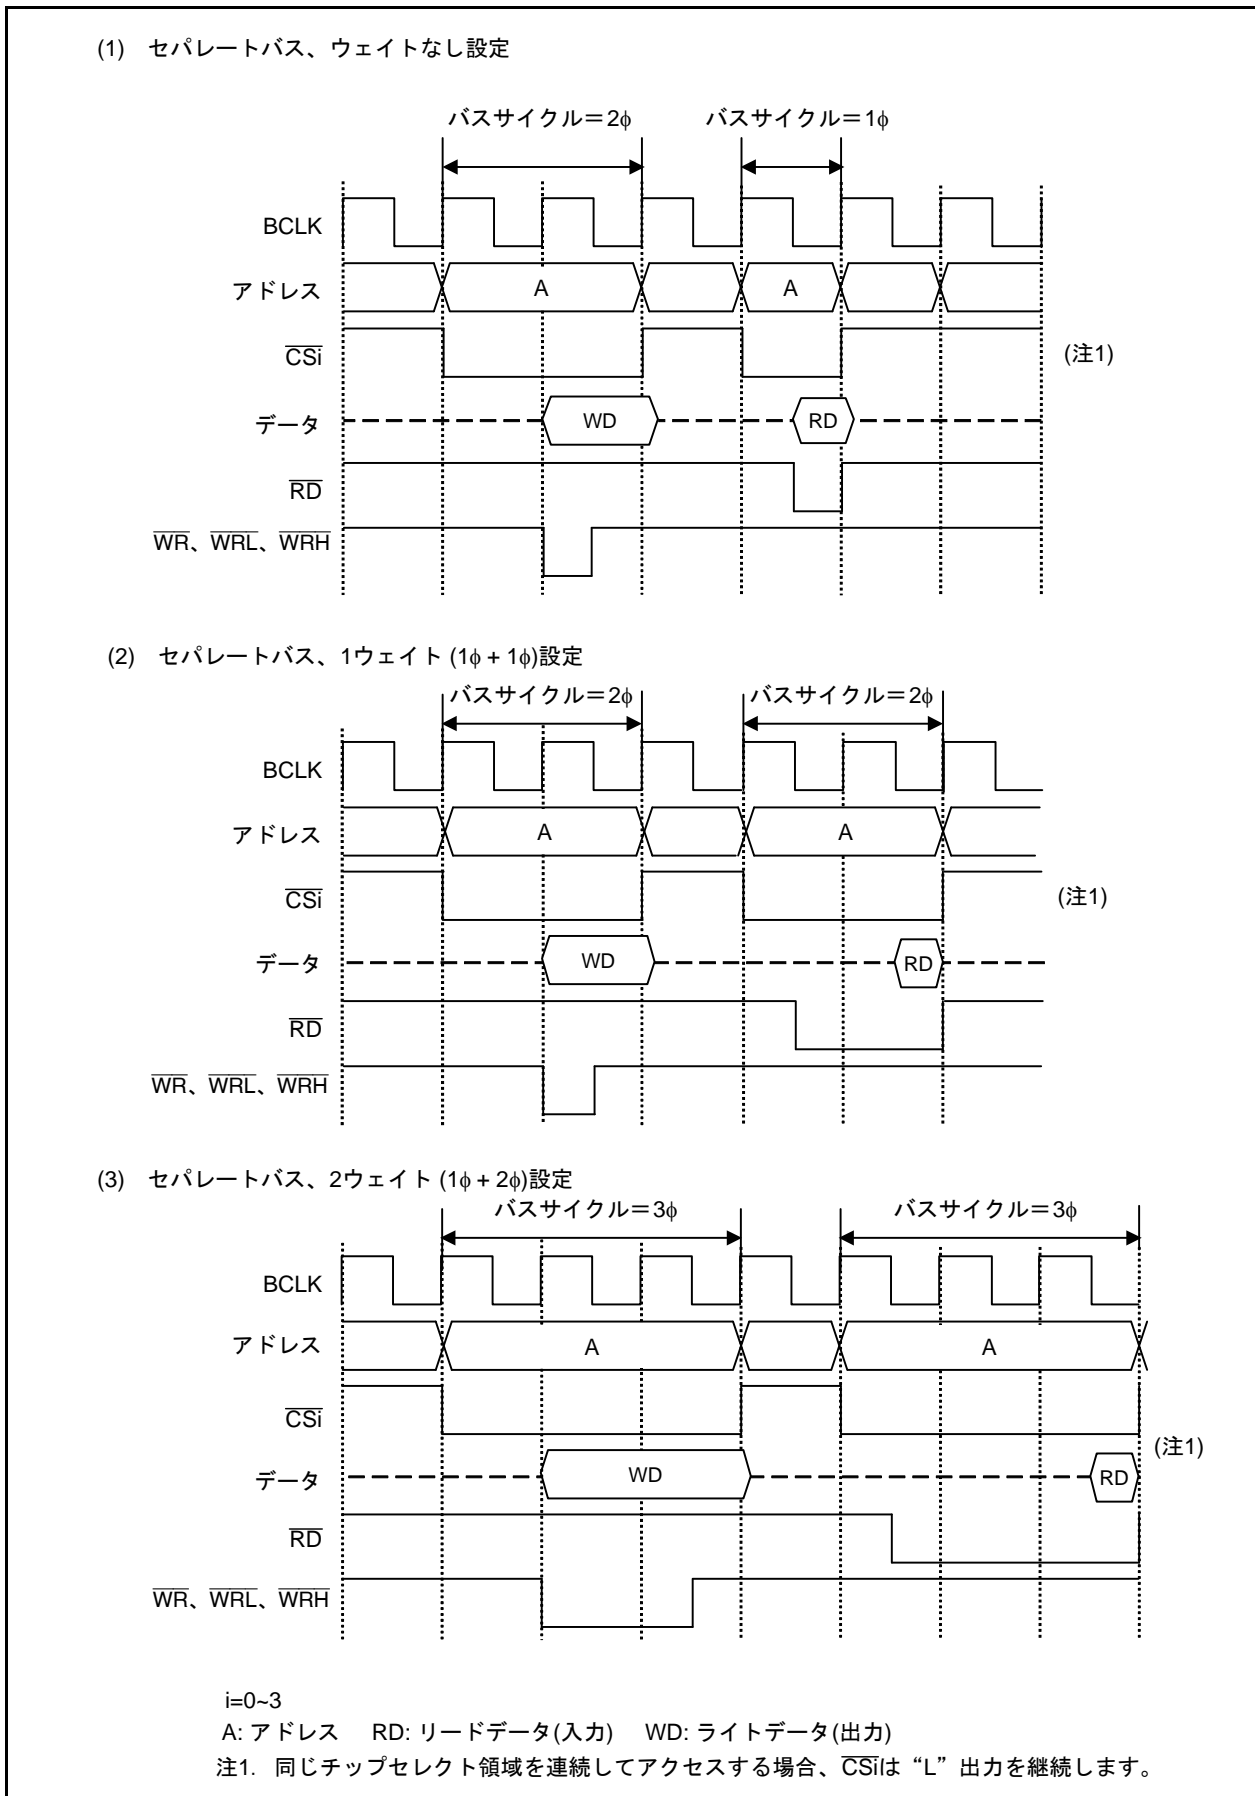 (1) セパレートバス、ウェイトなし設定
バスサイクル＝2φ バスサイクル＝1φ
BCLK
アドレス A A
CSi (注1)
データ WD RD
RD
WR、WRL、WRH
(2) セパレートバス、1ウェイト (1φ + 1φ)設定
バスサイクル＝2φ バスサイクル＝2φ
BCLK
アドレス A A
CSi (注1)
データ WD RD
RD
WR、WRL、WRH
(3) セパレートバス、2ウェイト (1φ + 2φ)設定
バスサイクル＝3φ バスサイクル＝3φ
BCLK
アドレス A A
CSi (注1)
データ WD RD
RD
WR、WRL、WRH
i=0~3
A: アドレス RD: リードデータ(入力) WD: ライトデータ(出力)
注1. 同じチップセレクト領域を連続してアクセスする場合、CSiは“L”出力を継続します。